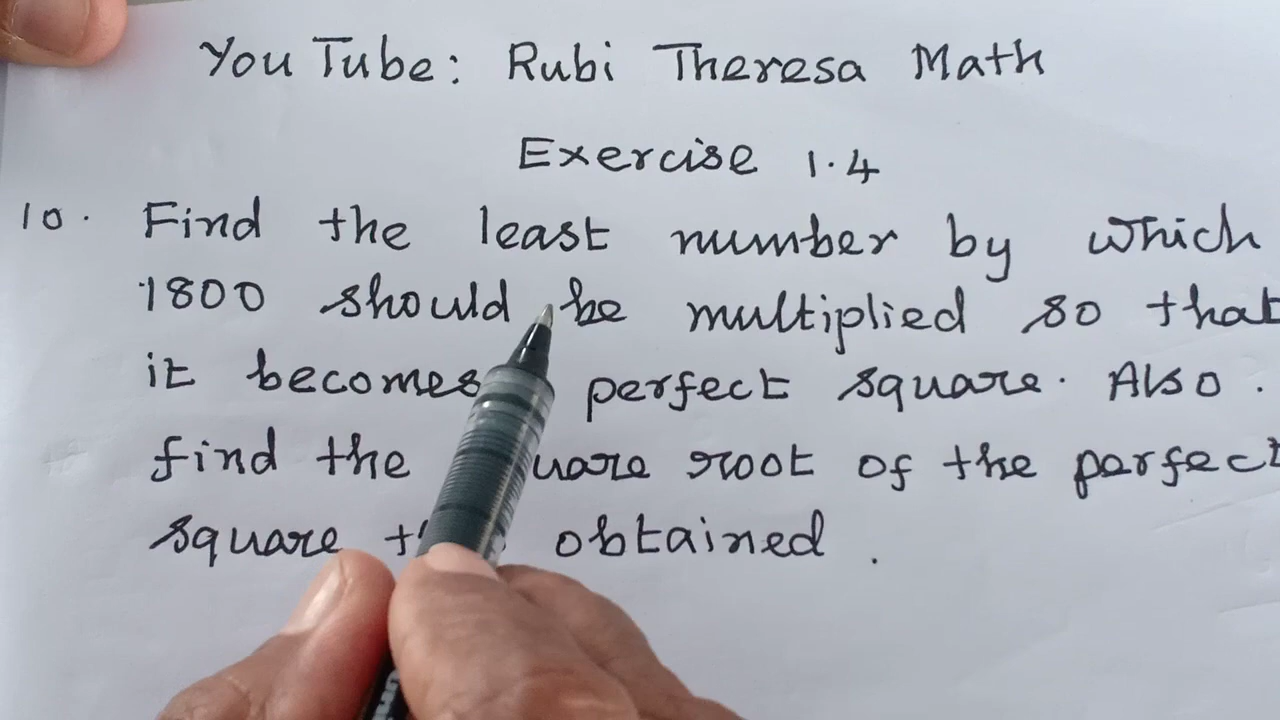 YouTube: Rubi Theresa Math
Exercise 1.4
10. Find the least number by which
1800 should be multiplied so that
it becomes perfect square. Also
find the root of the perfect
square obtained.